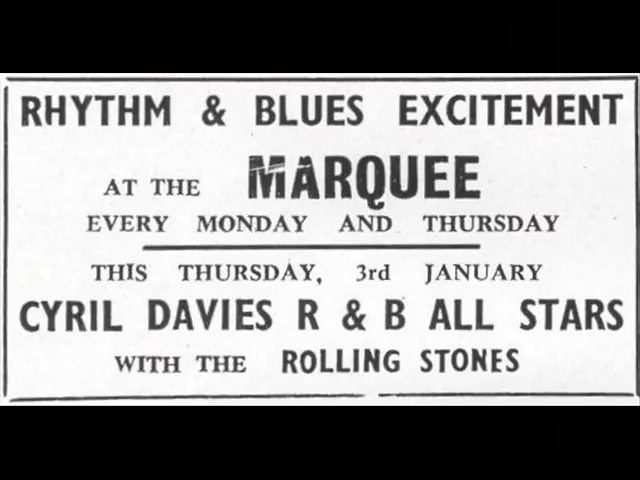 RHYTHM & BLUES EXCITEMENT
AT THE MARQUEE
EVERY MONDAY AND THURSDAY
THIS THURSDAY, 3rd JANUARY
CYRIL DAVIES R & B ALL STARS
WITH THE ROLLING STONES